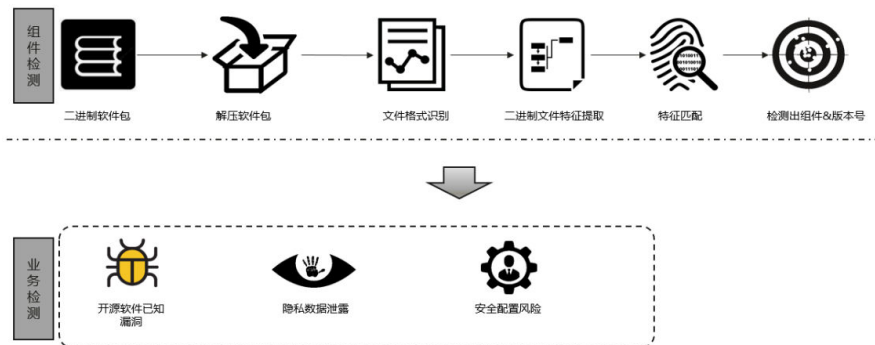 组件检测
二进制软件包
解压软件包
文件格式识别
二进制文件特征提取
特征匹配
检测出组件&版本号
业务检测
开源软件已知
漏洞
隐私数据泄露
安全配置风险